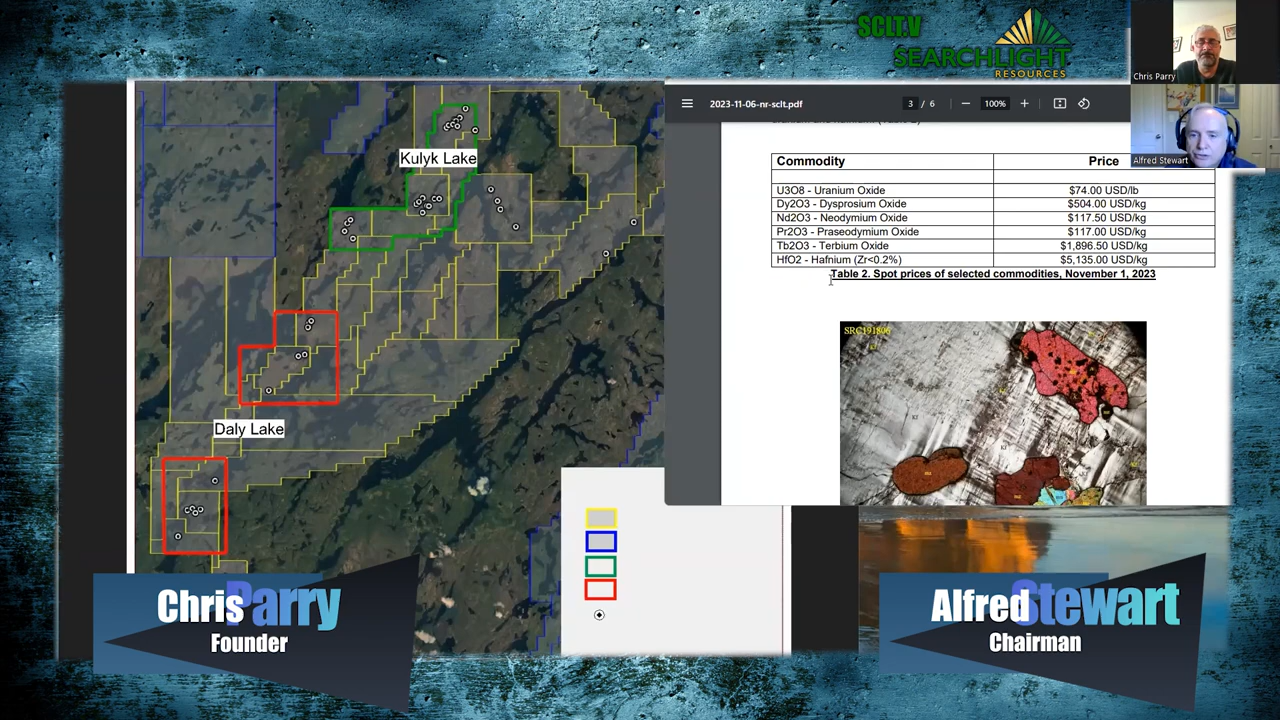 SCLT.V
SEARCHLIGHT
RESOURCES
Chris Parry
Alfred Stewart
2023-11-06-nr-sclt.pdf
3 / 6
100%
Commodity Price
U3O8 - Uranium Oxide $74.00 USD/lb
Dy2O3 - Dysprosium Oxide $504.00 USD/kg
Nd2O3 - Neodymium Oxide $117.50 USD/kg
Pr2O3 - Praseodymium Oxide $117.00 USD/kg
Tb2O3 - Terbium Oxide $1,896.50 USD/kg
HfO2 - Hafnium (Zr<0.2%) $5,135.00 USD/kg
Table 2. Spot prices of selected commodities, November 1, 2023
SRC191806
Kulyk Lake
Daly Lake
Chris Parry
Founder
Alfred Stewart
Chairman